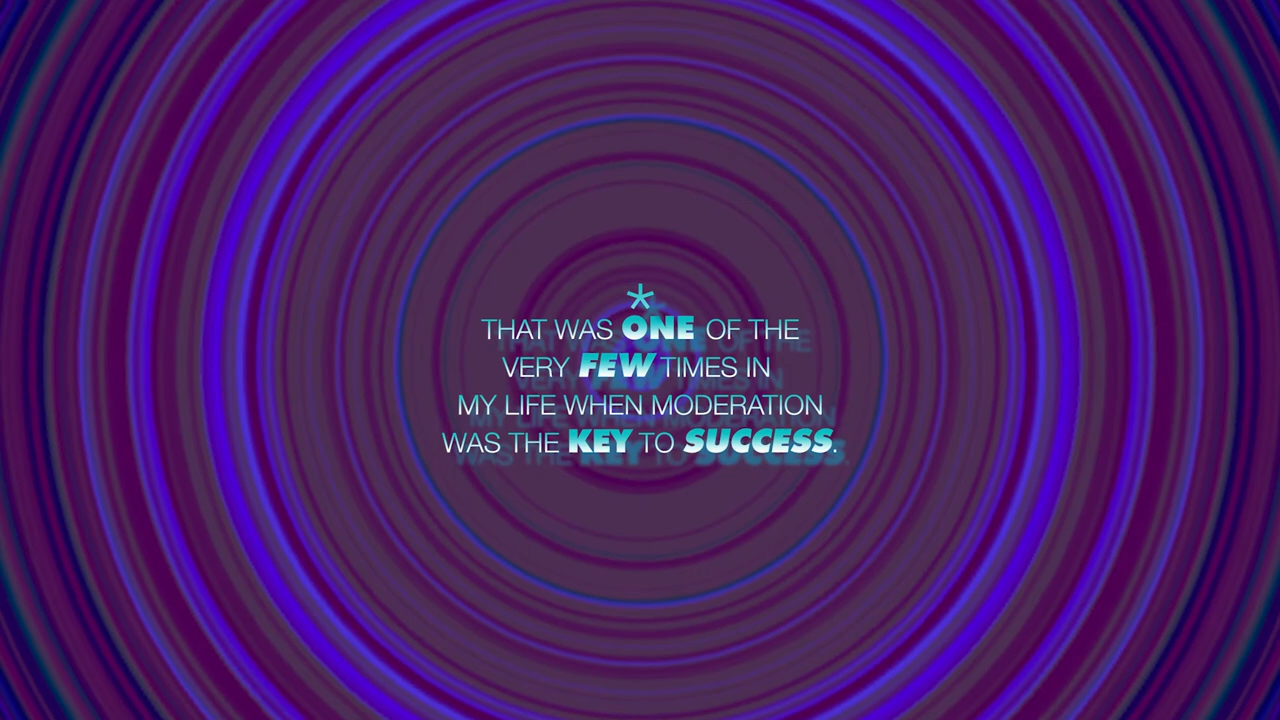 *
THAT WAS ONE OF THE
VERY FEW TIMES IN
MY LIFE WHEN MODERATION
WAS THE KEY TO SUCCESS.